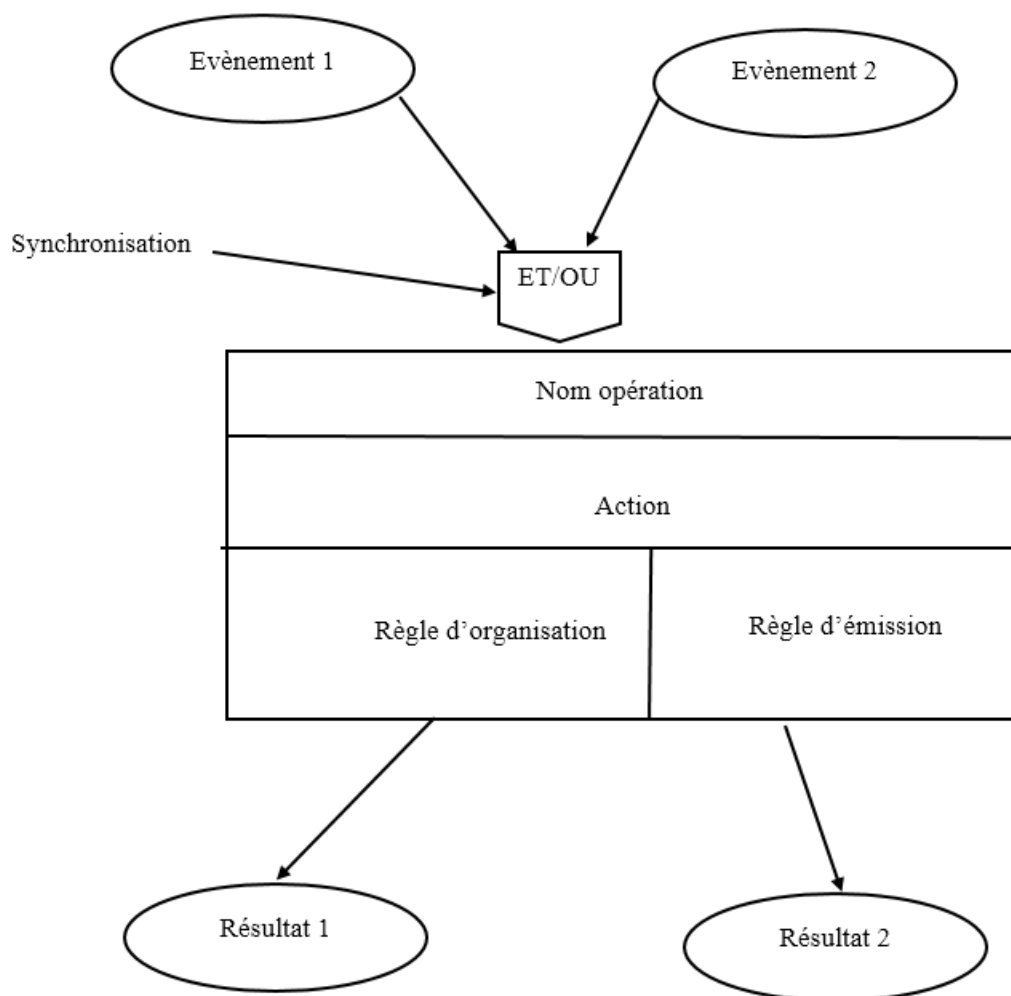 Evènement 1
Evènement 2
Synchronisation
ET/OU
Nom opération
Action
Règle d’organisation
Règle d’émission
Résultat 1
Résultat 2